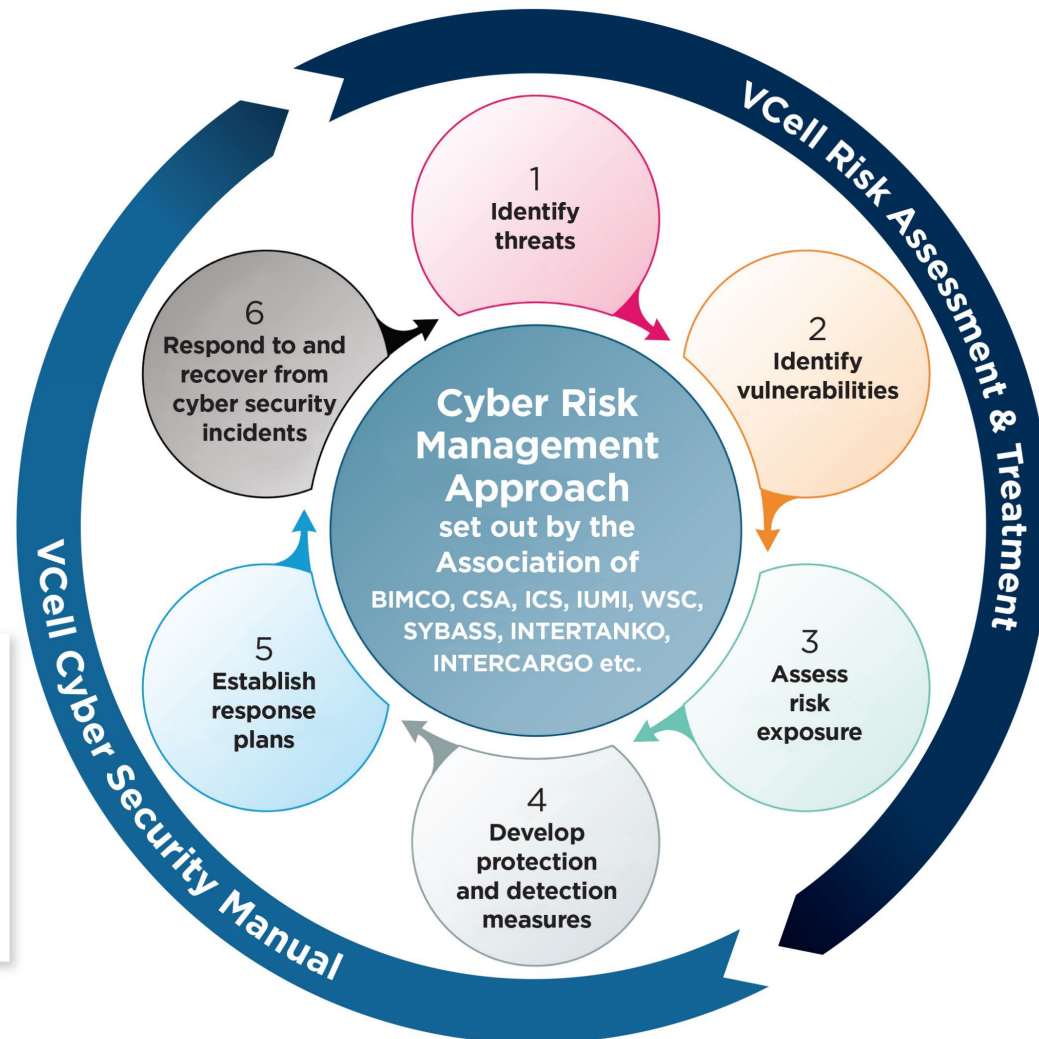 VCell Risk Assessment & Treatment
1
Identify
threats
2
Identify
vulnerabilities
3
Assess
risk
exposure
4
Develop
protection
and detection
measures
5
Establish
response
plans
6
Respond to and
recover from
cyber security
incidents
Cyber Risk
Management
Approach
set out by the
Association of
BIMCO, CSA, ICS, IUMI, WSC,
SYBASS, INTERTANKO,
INTERCARGO etc.
VCell Cyber Security Manual